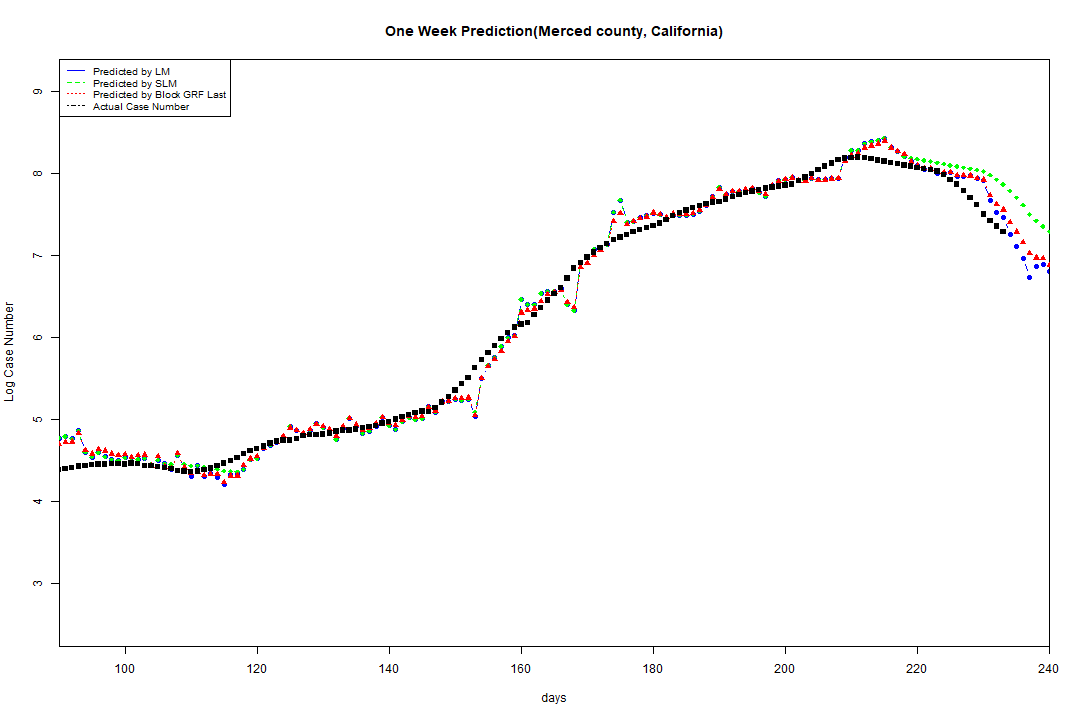 One Week Prediction(Merced county, California)
Predicted by LM
Predicted by SLM
Predicted by Block GRF Last
Actual Case Number
9
8
7
6
5
4
3
Log Case Number
100 120 140 160 180 200 220 240
days